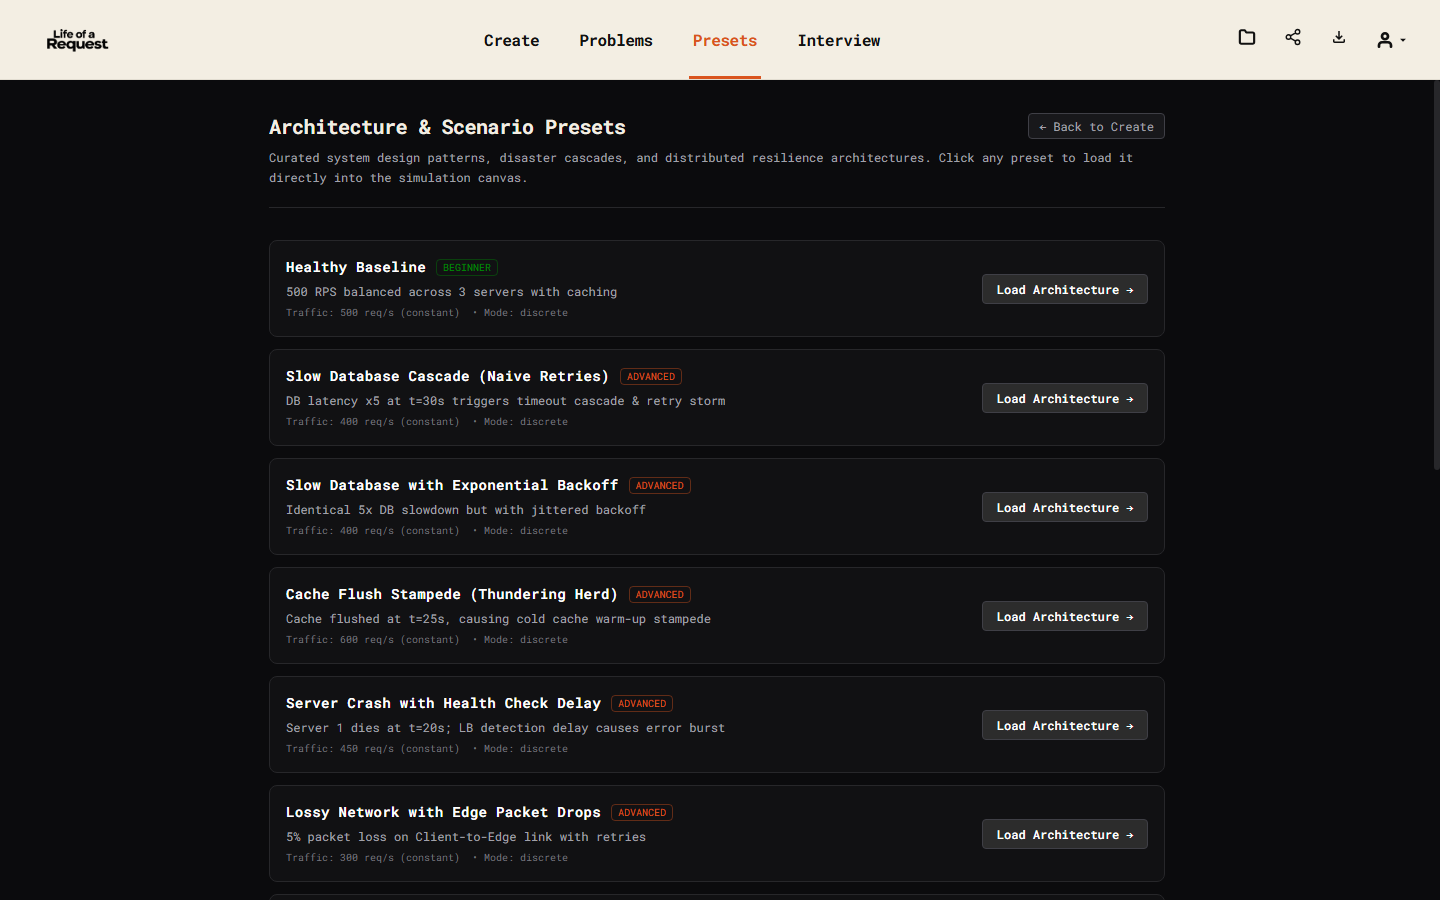 Life of a
Request
Create
Problems
Presets
Interview
Architecture & Scenario Presets
← Back to Create
Curated system design patterns, disaster cascades, and distributed resilience architectures. Click any preset to load it
directly into the simulation canvas.
Healthy Baseline BEGINNER
500 RPS balanced across 3 servers with caching
Traffic: 500 req/s (constant) • Mode: discrete
Load Architecture →
Slow Database Cascade (Naive Retries) ADVANCED
DB latency x5 at t=30s triggers timeout cascade & retry storm
Traffic: 400 req/s (constant) • Mode: discrete
Load Architecture →
Slow Database with Exponential Backoff ADVANCED
Identical 5x DB slowdown but with jittered backoff
Traffic: 400 req/s (constant) • Mode: discrete
Load Architecture →
Cache Flush Stampede (Thundering Herd) ADVANCED
Cache flushed at t=25s, causing cold cache warm-up stampede
Traffic: 600 req/s (constant) • Mode: discrete
Load Architecture →
Server Crash with Health Check Delay ADVANCED
Server 1 dies at t=20s; LB detection delay causes error burst
Traffic: 450 req/s (constant) • Mode: discrete
Load Architecture →
Lossy Network with Edge Packet Drops ADVANCED
5% packet loss on Client-to-Edge link with retries
Traffic: 300 req/s (constant) • Mode: discrete
Load Architecture →